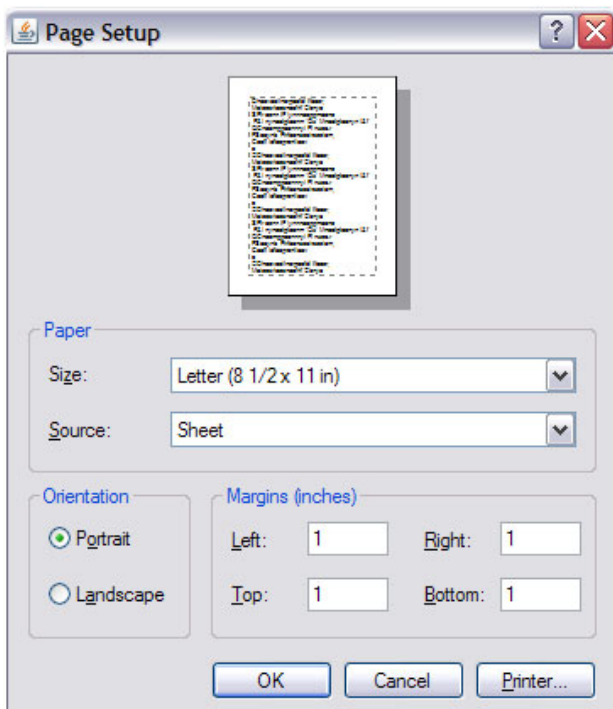 Page Setup
Paper
Size: Letter (8 1/2 x 11 in)
Source: Sheet
Orientation
Portrait
Landscape
Margins (inches)
Left: 1 Right: 1
Top: 1 Bottom: 1
OK Cancel Printer...